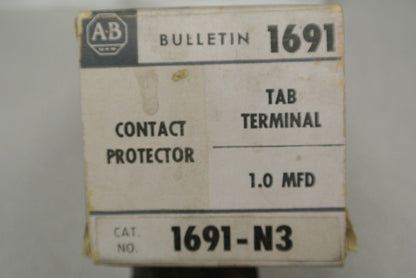 A-B
BULLETIN 1691
CONTACT
PROTECTOR
TAB
TERMINAL
1.0 MFD
CAT.
NO. 1691-N3